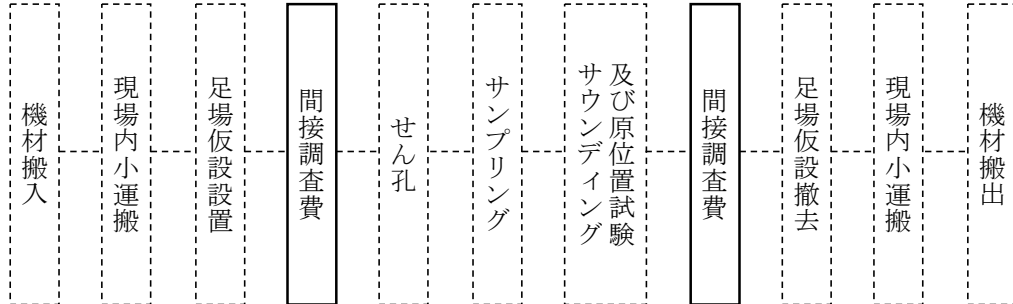 機材搬入
現場内小運搬
足場仮設設置
間接調査費
せん孔
サンプリング
サウンディング
及び原位置試験
間接調査費
足場仮設撤去
現場内小運搬
機材搬出